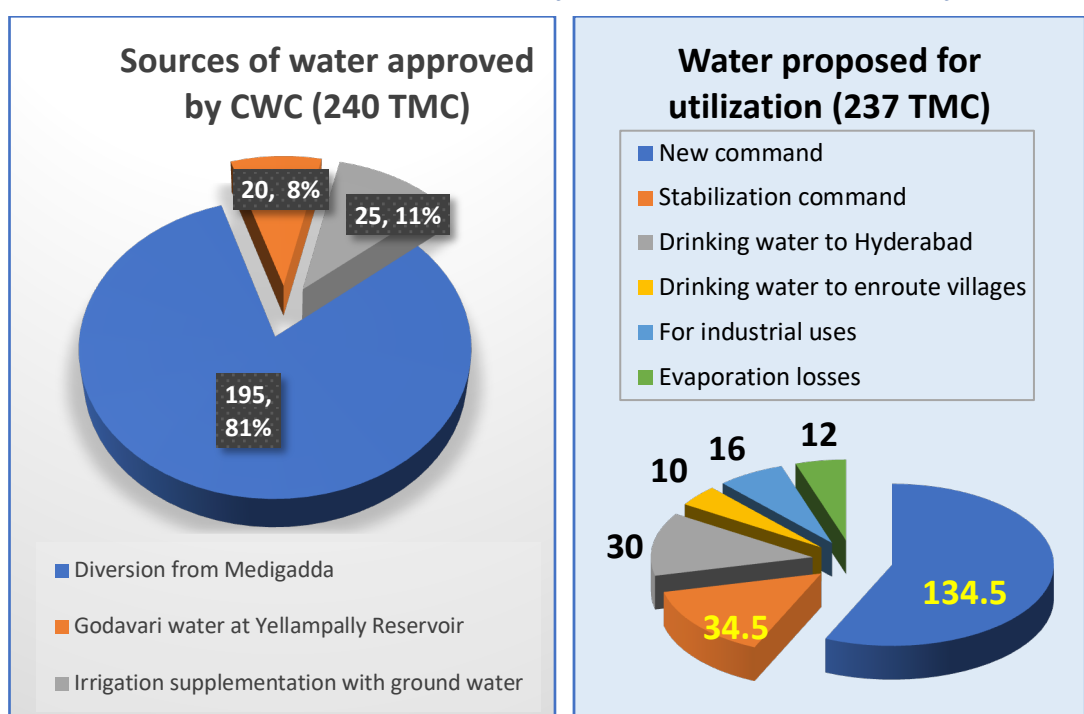 Sources of water approved
by CWC (240 TMC)
20, 8%
25, 11%
195,
81%
Diversion from Medigadda
Godavari water at Yellampally Reservoir
Irrigation supplementation with ground water
Water proposed for
utilization (237 TMC)
New command
Stabilization command
Drinking water to Hyderabad
Drinking water to enroute villages
For industrial uses
Evaporation losses
12
16
10
30
34.5
134.5